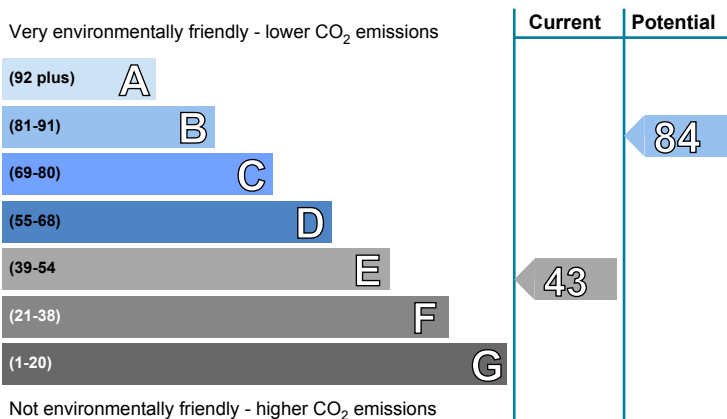 Current Potential
Very environmentally friendly - lower CO₂ emissions
(92 plus) A
(81-91) B
84
(69-80) C
(55-68) D
(39-54 E
43
(21-38) F
(1-20) G
Not environmentally friendly - higher CO₂ emissions